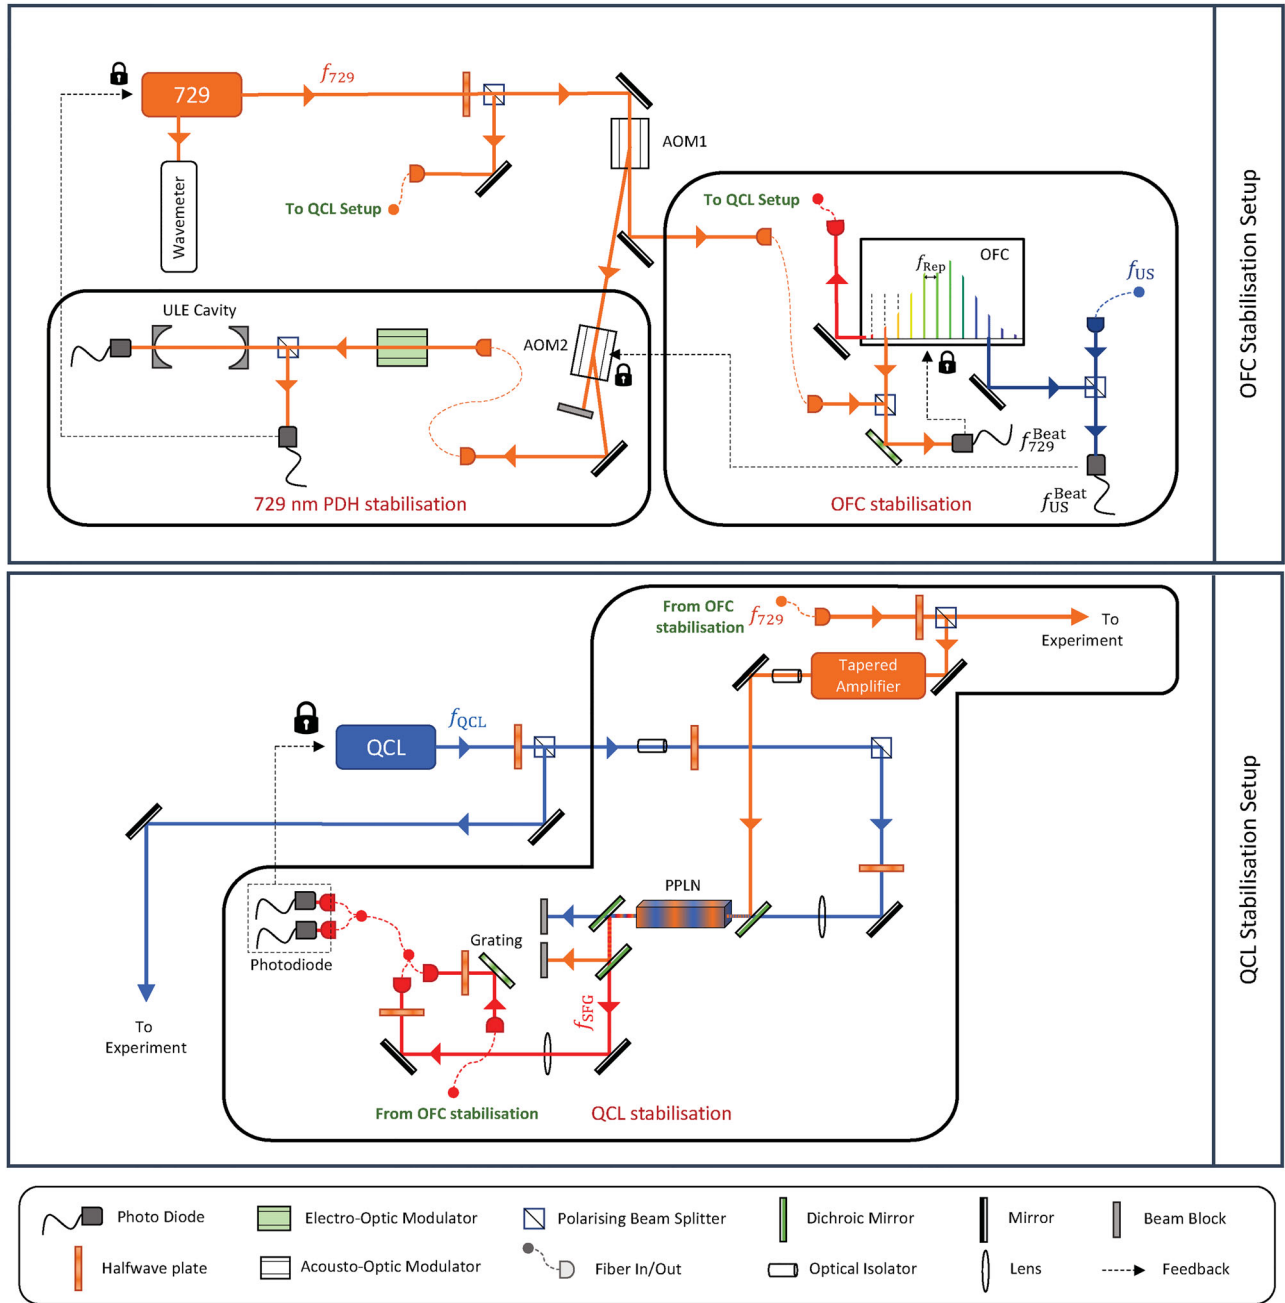 729
f729
Wavemeter
To QCL Setup
AOM1
OFC Stabilisation Setup
To QCL Setup
OFC
fRep
fUS
ULE Cavity
AOM2
729 nm PDH stabilisation
f729Beat
fUSBeat
OFC stabilisation
From OFC
stabilisation
f729
To
Experiment
Tapered
Amplifier
QCL
fQCL
QCL Stabilisation Setup
PPLN
Grating
Photodiode
fSFG
To
Experiment
From OFC stabilisation
QCL stabilisation
Photo Diode
Electro-Optic Modulator
Polarising Beam Splitter
Dichroic Mirror
Mirror
Beam Block
Halfwave plate
Acousto-Optic Modulator
Fiber In/Out
Optical Isolator
Lens
Feedback